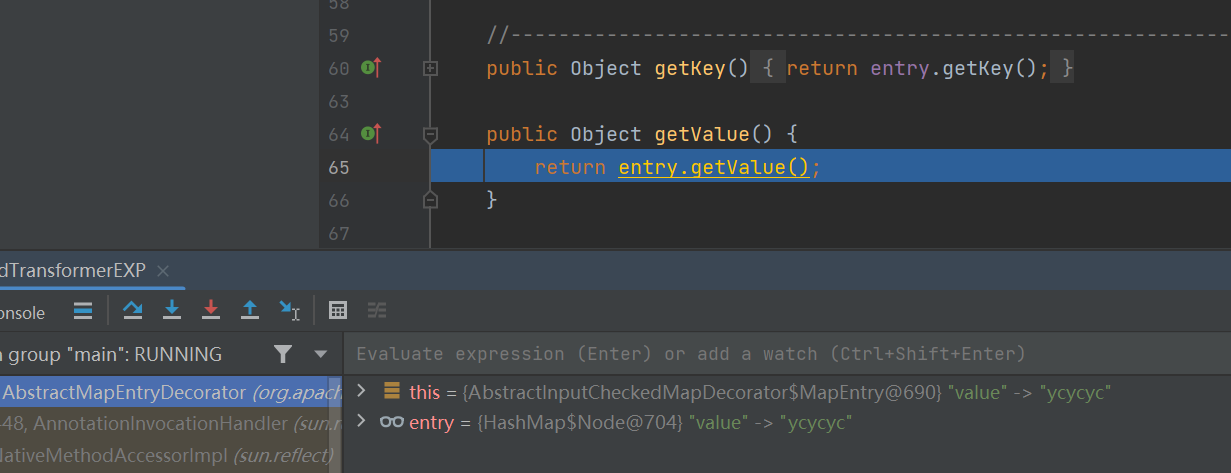 58
59 //------------------------------------------------------------
60 public Object getKey() { return entry.getKey(); }
63
64 public Object getValue() {
65 return entry.getValue();
66 }
67
dTransformerEXP ×
onsole
n group "main": RUNNING
Evaluate expression (Enter) or add a watch (Ctrl+Shift+Enter)
AbstractMapEntryDecorator (org.apach
this = {AbstractInputCheckedMapDecorator$MapEntry@690} "value" -> "ycycyc"
48, AnnotationInvocationHandler (sun.r
entry = {HashMap$Node@704} "value" -> "ycycyc"
NativeMethodAccessorImpl (sun.reflect)